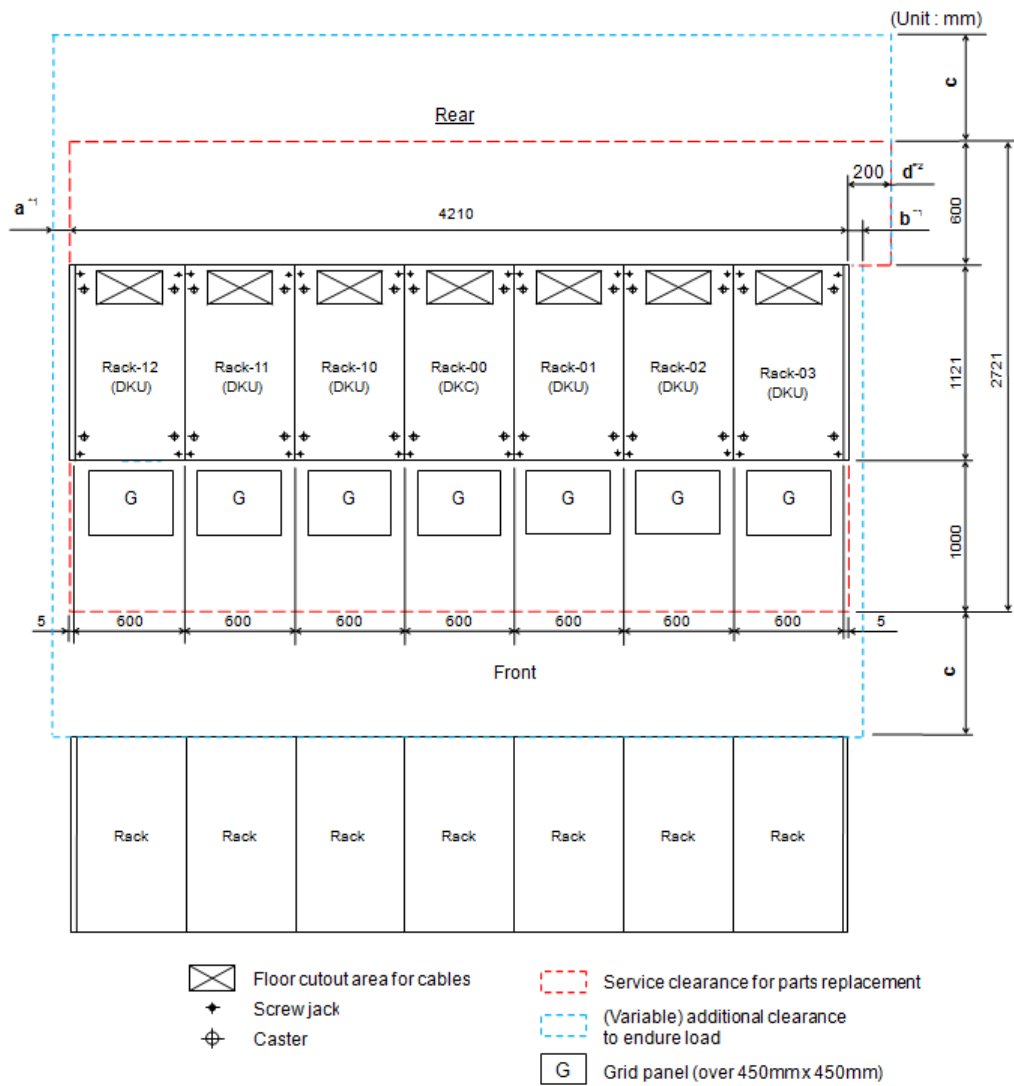 (Unit : mm)
c
Rear
200 d*2
a*1
4210
b*1
600
Rack-12 Rack-11 Rack-10 Rack-00 Rack-01 Rack-02 Rack-03
(DKU) (DKU) (DKU) (DKC) (DKU) (DKU) (DKU)
1121
2721
G G G G G G G
1000
5 600 600 600 600 600 600 600 5
Front
c
Rack Rack Rack Rack Rack Rack Rack
Floor cutout area for cables
Screw jack
Caster
Service clearance for parts replacement
(Variable) additional clearance
to endure load
G Grid panel (over 450mm x 450mm)